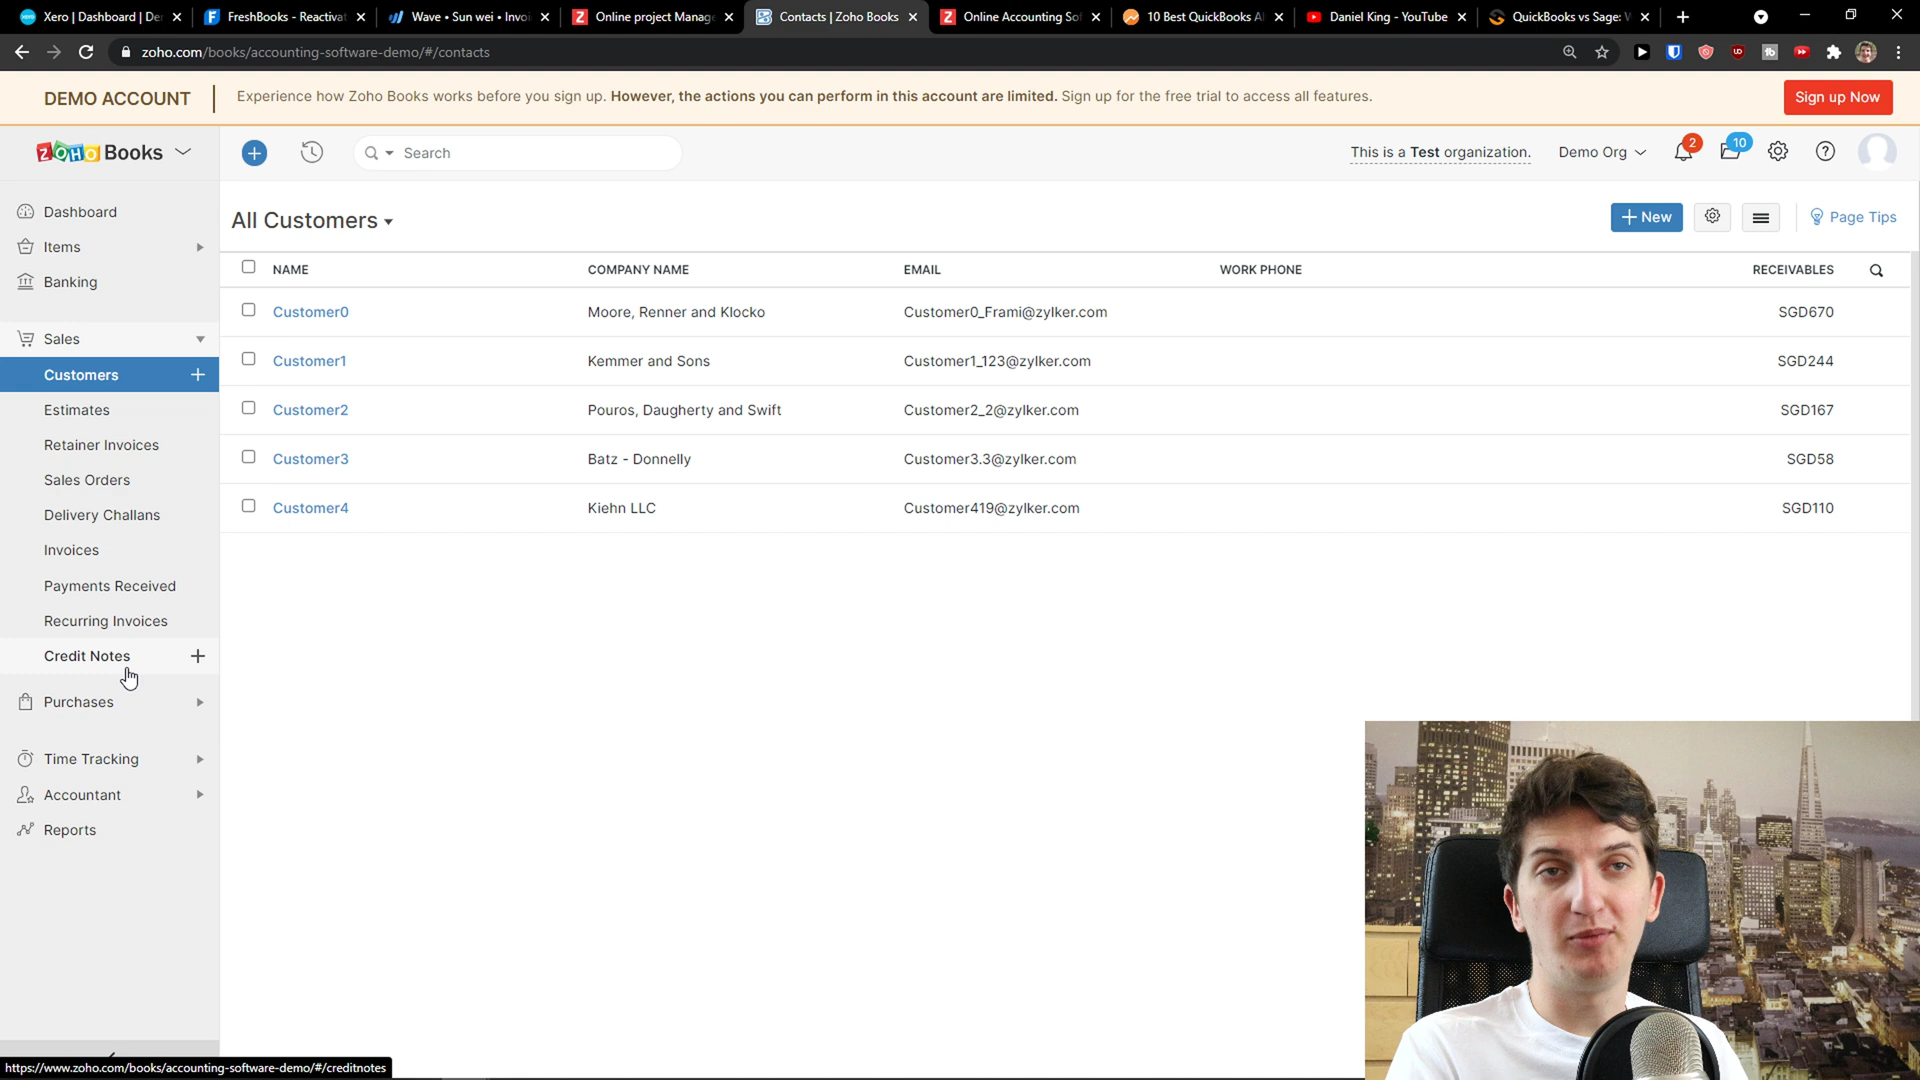 Xero | Dashboard | De
FreshBooks - Reactivat
Wave • Sun wei • Invoi
Online project Manage
Contacts | Zoho Books
Online Accounting Sof
10 Best QuickBooks Al
Daniel King - YouTube
QuickBooks vs Sage: V
zoho.com/books/accounting-software-demo/#/contacts
DEMO ACCOUNT
Experience how Zoho Books works before you sign up. However, the actions you can perform in this account are limited. Sign up for the free trial to access all features.
Sign up Now
ZOHO Books
Search
This is a Test organization.
Demo Org
2
10
Dashboard
Items
Banking
Sales
Customers
Estimates
Retainer Invoices
Sales Orders
Delivery Challans
Invoices
Payments Received
Recurring Invoices
Credit Notes
Purchases
Time Tracking
Accountant
Reports
All Customers
+ New
Page Tips
NAME COMPANY NAME EMAIL WORK PHONE RECEIVABLES
Customer0 Moore, Renner and Klocko Customer0_Frami@zylker.com SGD670
Customer1 Kemmer and Sons Customer1_123@zylker.com SGD244
Customer2 Pouros, Daugherty and Swift Customer2_2@zylker.com SGD167
Customer3 Batz - Donnelly Customer3.3@zylker.com SGD58
Customer4 Kiehn LLC Customer419@zylker.com SGD110
https://www.zoho.com/books/accounting-software-demo/#/creditnotes